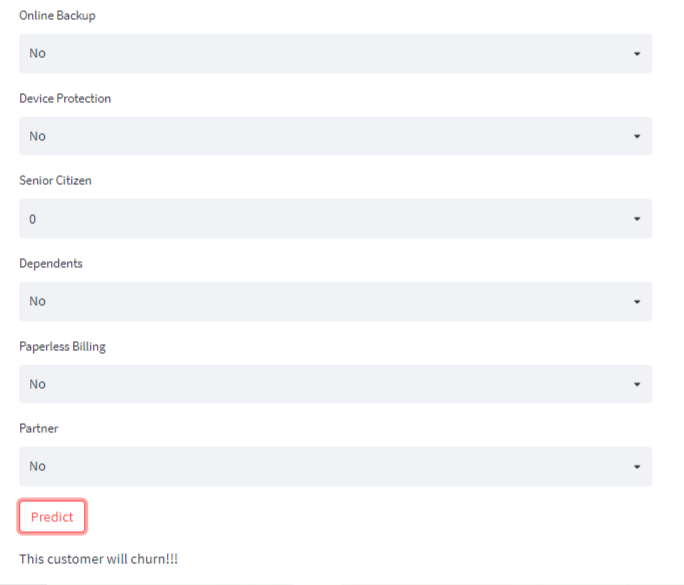 Online Backup
No
Device Protection
No
Senior Citizen
0
Dependents
No
Paperless Billing
No
Partner
No
Predict
This customer will churn!!!